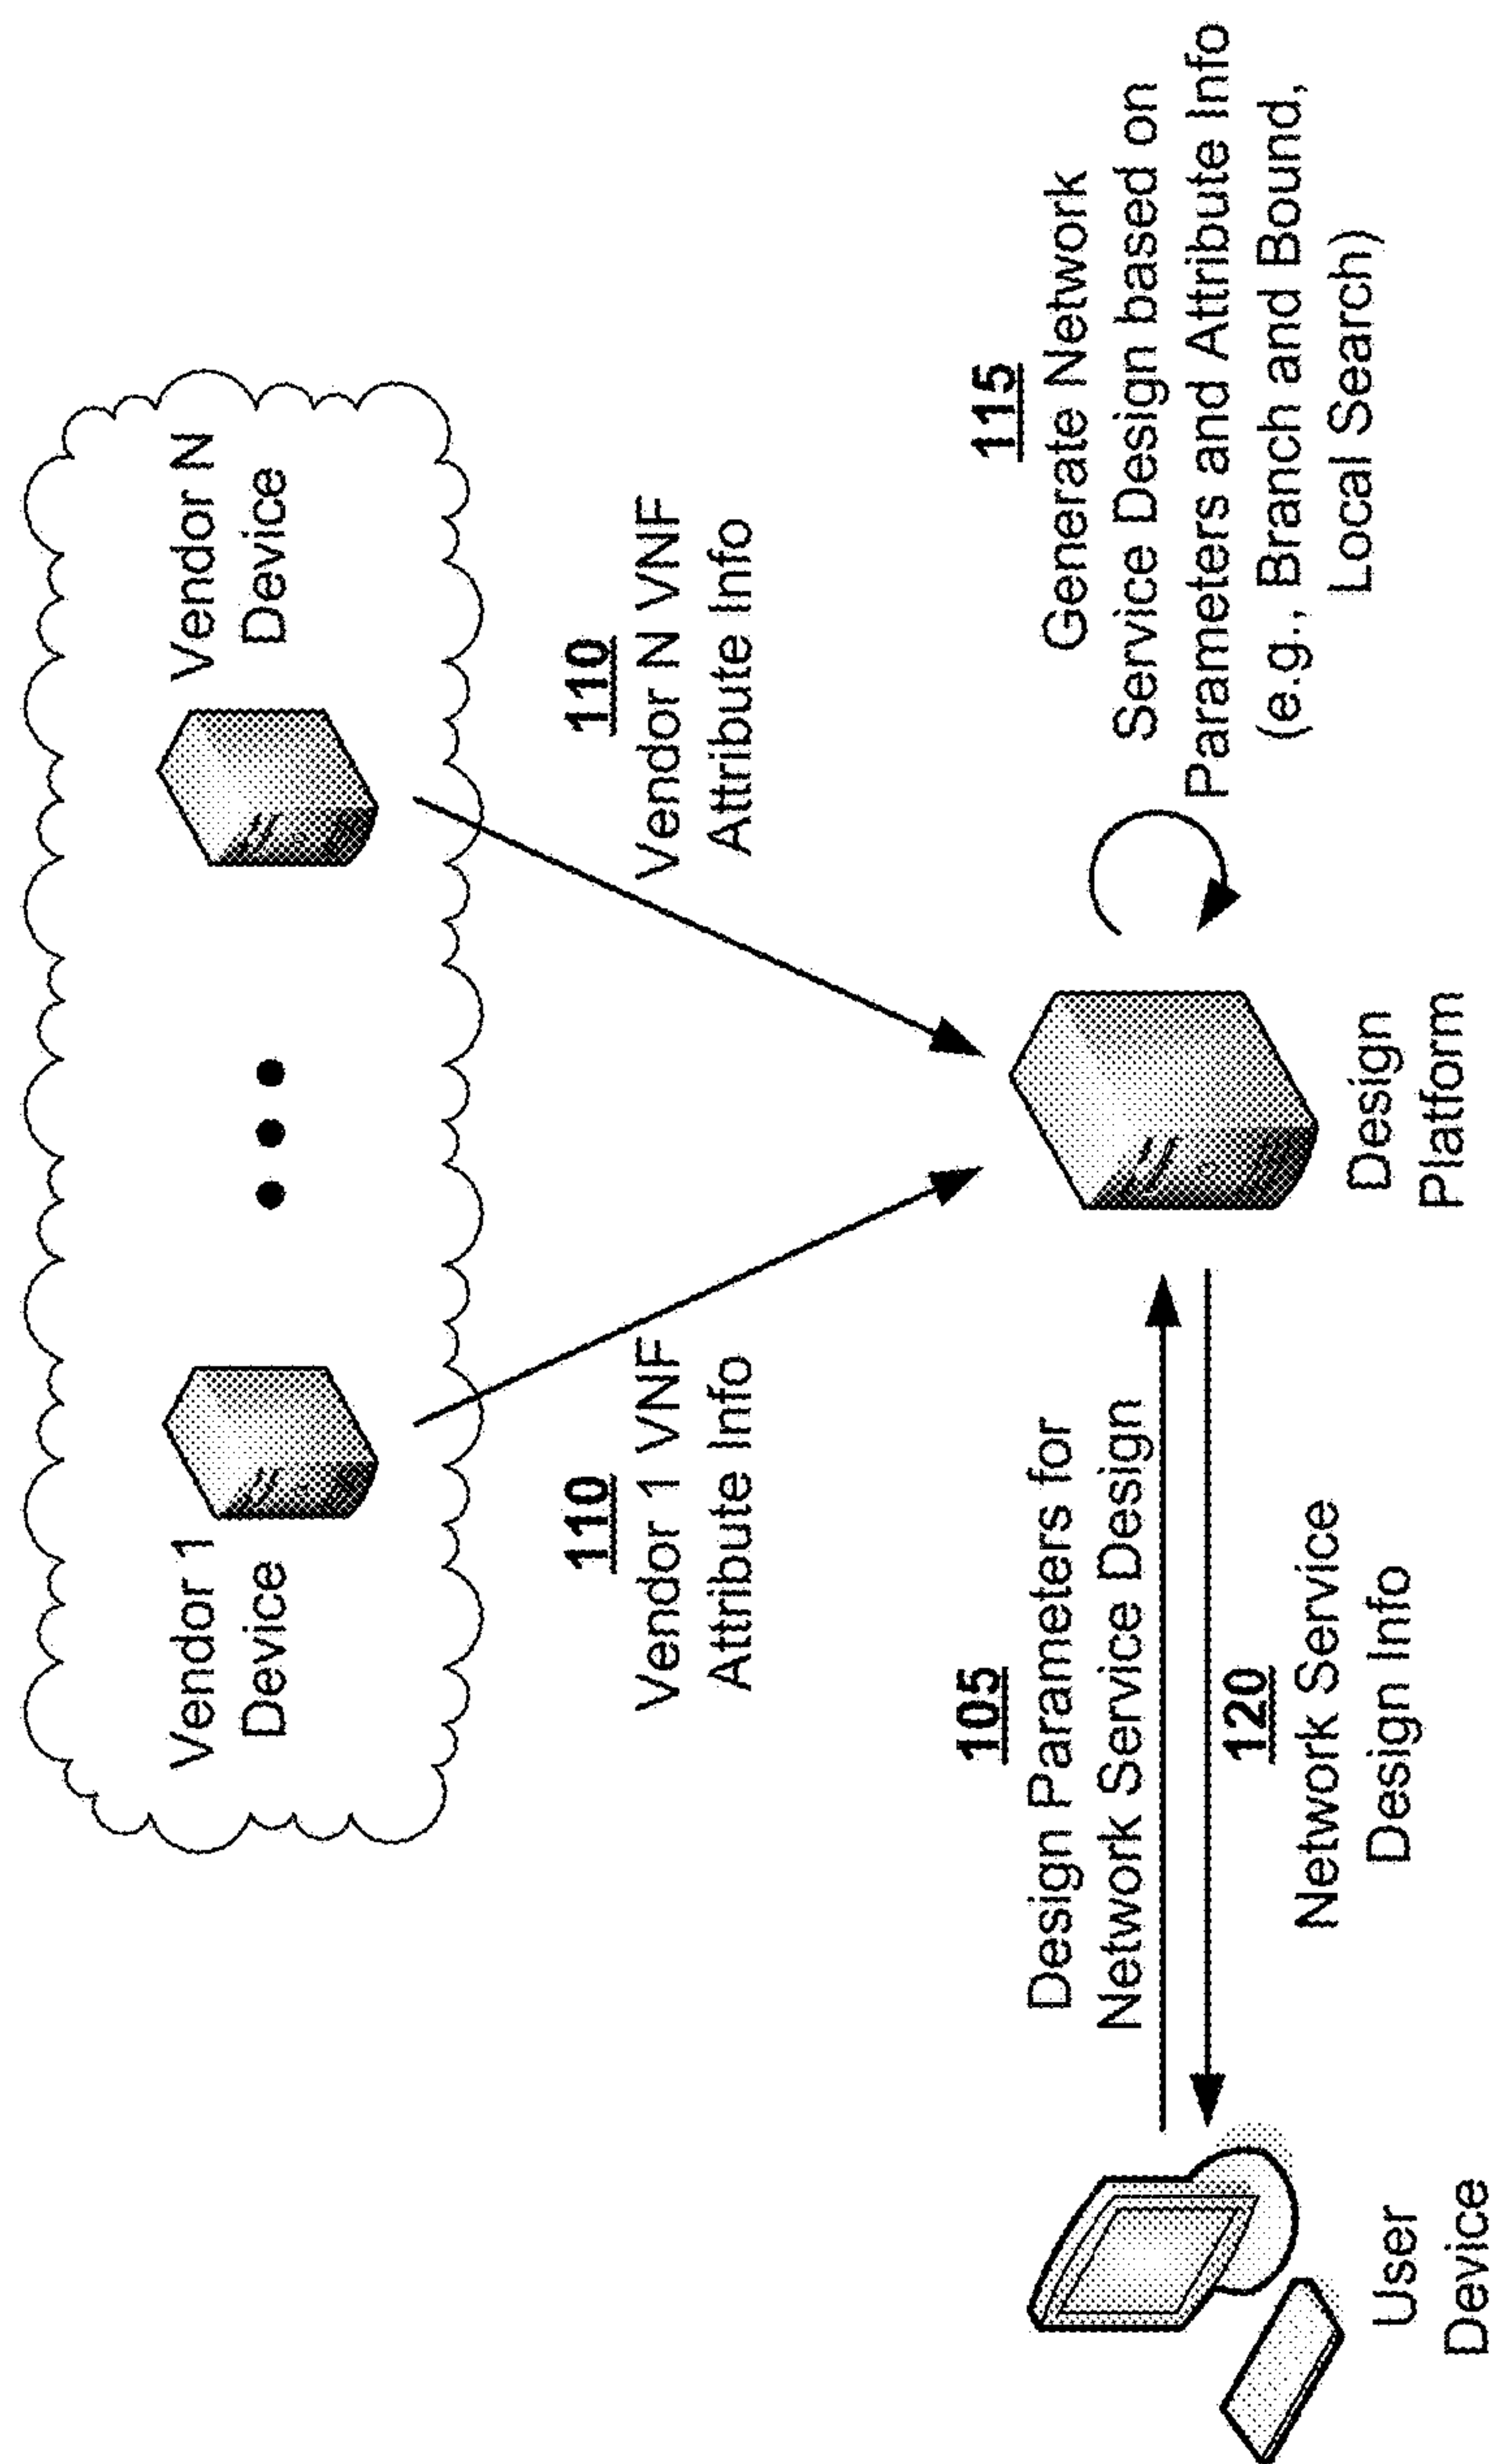 Vendor 1
Device
Vendor N
Device
110
Vendor 1 VNF
Attribute Info
110
Vendor N VNF
Attribute Info
105
Design Parameters for
Network Service Design
120
Network Service
Design Info
115
Generate Network
Service Design based on
Parameters and Attribute Info
(e.g., Branch and Bound,
Local Search)
User
Device
Design
Platform